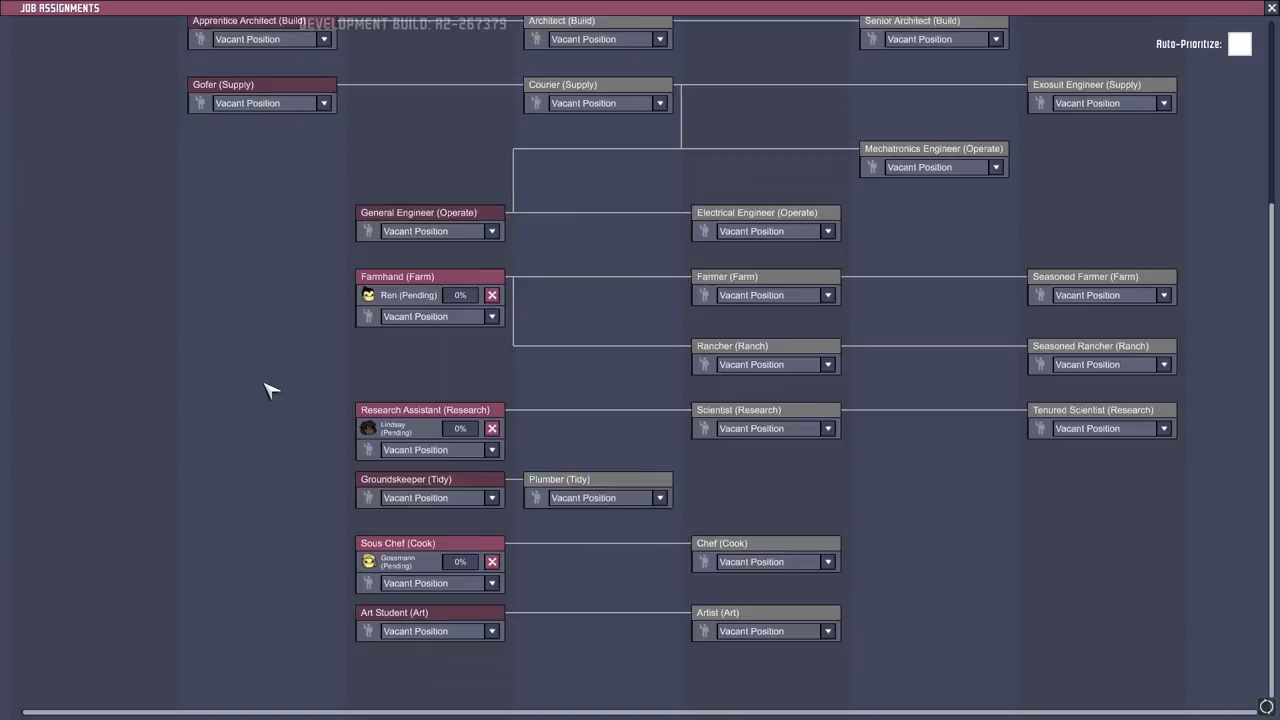 JOB ASSIGNMENTS
DEVELOPMENT BUILD: R2-267379
Auto-Prioritize:
Apprentice Architect (Build)
Vacant Position
Architect (Build)
Vacant Position
Senior Architect (Build)
Vacant Position
Gofer (Supply)
Vacant Position
Courier (Supply)
Vacant Position
Exosuit Engineer (Supply)
Vacant Position
Mechatronics Engineer (Operate)
Vacant Position
General Engineer (Operate)
Vacant Position
Electrical Engineer (Operate)
Vacant Position
Farmhand (Farm)
Ren (Pending) 0%
Vacant Position
Farmer (Farm)
Vacant Position
Seasoned Farmer (Farm)
Vacant Position
Rancher (Ranch)
Vacant Position
Seasoned Rancher (Ranch)
Vacant Position
Research Assistant (Research)
Lindsay
(Pending) 0%
Vacant Position
Scientist (Research)
Vacant Position
Tenured Scientist (Research)
Vacant Position
Groundskeeper (Tidy)
Vacant Position
Plumber (Tidy)
Vacant Position
Sous Chef (Cook)
Gossmann
(Pending) 0%
Vacant Position
Chef (Cook)
Vacant Position
Art Student (Art)
Vacant Position
Artist (Art)
Vacant Position